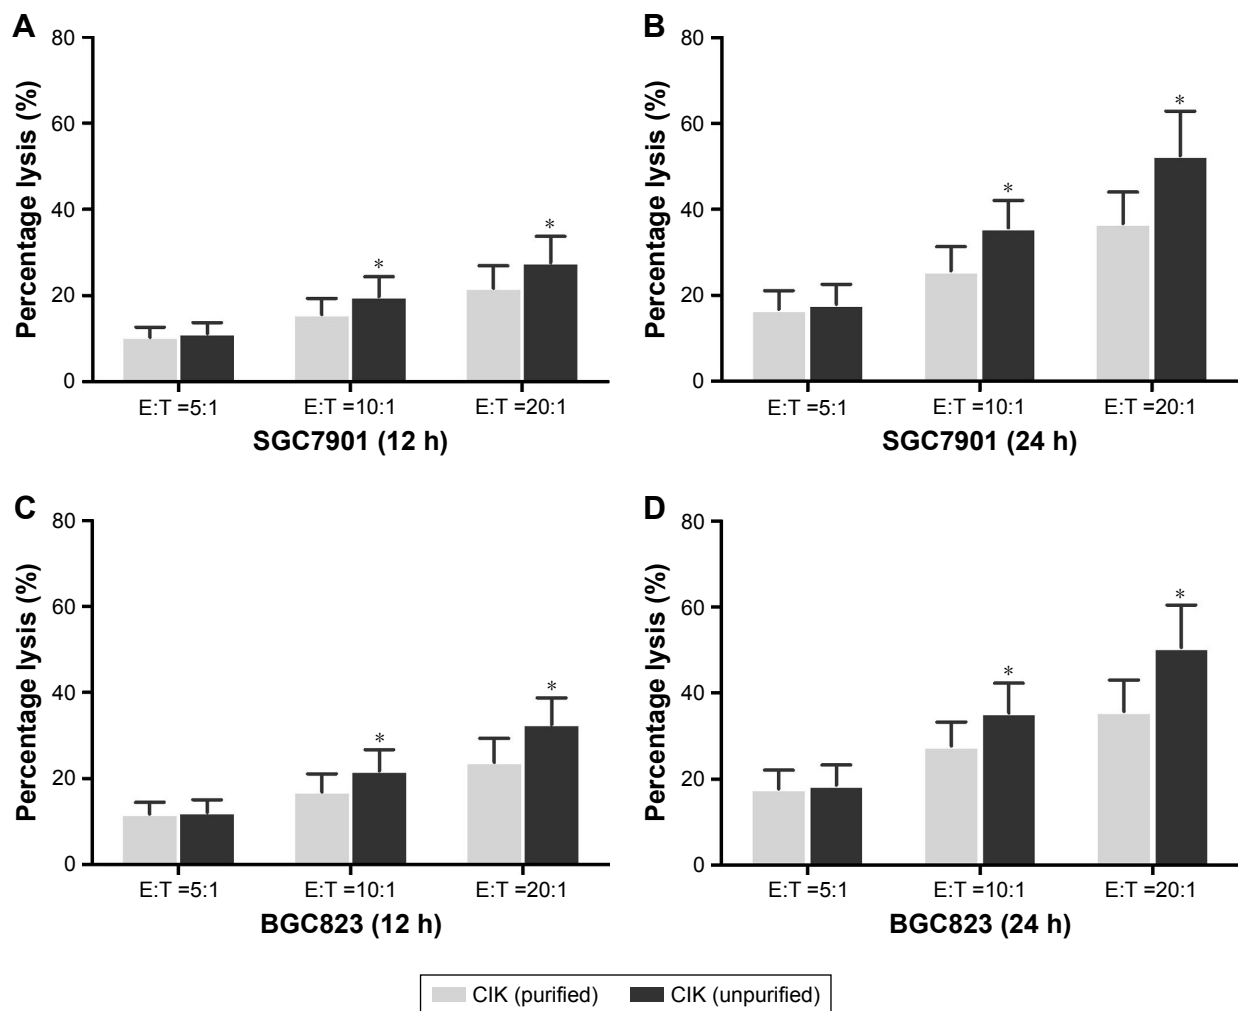 A
Percentage lysis (%)
80
60
40
20
0
*
*
E:T =5:1 E:T =10:1 E:T =20:1
SGC7901 (12 h)
B
Percentage lysis (%)
80
60
40
20
0
*
*
E:T =5:1 E:T =10:1 E:T =20:1
SGC7901 (24 h)
C
Percentage lysis (%)
80
60
40
20
0
*
*
E:T =5:1 E:T =10:1 E:T =20:1
BGC823 (12 h)
D
Percentage lysis (%)
80
60
40
20
0
*
*
E:T =5:1 E:T =10:1 E:T =20:1
BGC823 (24 h)
CIK (purified) CIK (unpurified)